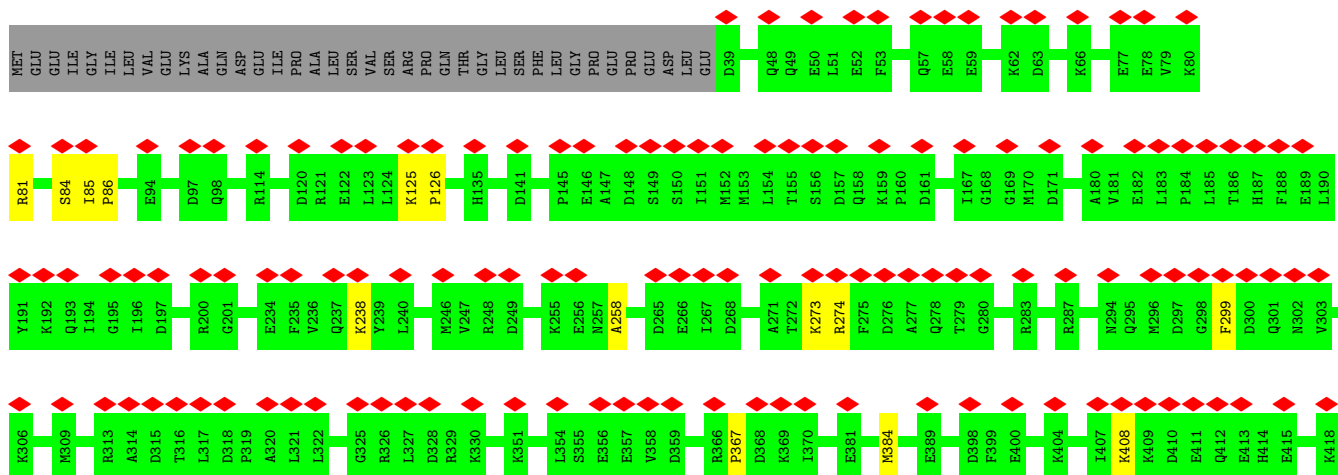 MET GLU GLU ILE GLY ILE LEU VAL GLU LYS ALA GLN ASP GLU ILE PRO ALA LEU SER VAL SER ARG PRO GLN THR GLY LEU SER PHE LEU GLY PRO GLU PRO GLU ASP LEU GLU D39 Q48 Q49 E50 L51 E52 F53 Q57 E58 E59 K62 D63 K66 E77 E78 V79 K80
R81 S84 I85 P86 E94 D97 Q98 R114 D120 R121 E122 L123 L124 K125 P126 H135 D141 P145 E146 A147 D148 S149 S150 I151 M152 M153 L154 T155 S156 D157 Q158 K159 P160 D161 I167 G168 G169 M170 D171 A180 V181 E182 L183 P184 L185 T186 H187 F188 E189 L190
Y191 K192 Q193 I194 G195 I196 D197 R200 G201 E234 F235 V236 Q237 K238 Y239 L240 M246 V247 R248 D249 K255 E256 N257 A258 D265 E266 I267 D268 A271 T272 K273 R274 F275 D276 A277 Q278 T279 G280 R283 R287 N294 Q295 M296 D297 G298 F299 D300 Q301 N302 V303
K306 M309 R313 A314 D315 T316 L317 D318 P319 A320 L321 L322 G325 R326 L327 D328 R329 K330 K351 L354 S355 E356 E357 V358 D359 R366 P367 D368 K369 I370 E381 M384 E389 D398 F399 E400 K404 I407 K408 K409 D410 E411 Q412 E413 H414 E415 K418